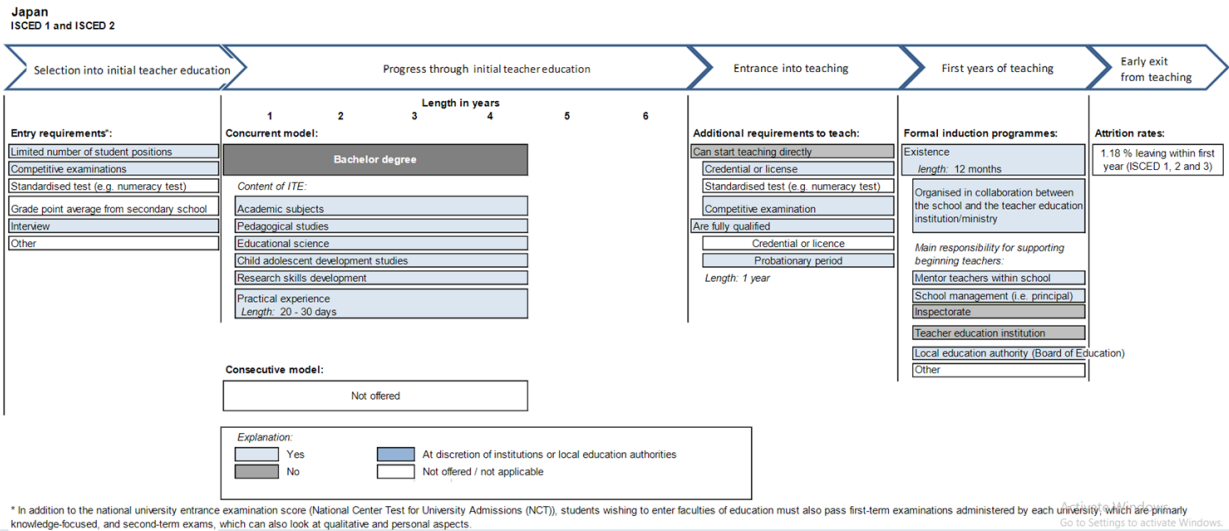 Japan
ISCED 1 and ISCED 2
Selection into initial teacher education
Progress through initial teacher education
Entrance into teaching
First years of teaching
Early exit
from teaching
Length in years
1 2 3 4 5 6
Entry requirements*:
Limited number of student positions
Competitive examinations
Standardised test (e.g. numeracy test)
Grade point average from secondary school
Interview
Other
Concurrent model:
Bachelor degree
Content of ITE:
Academic subjects
Pedagogical studies
Educational science
Child adolescent development studies
Research skills development
Practical experience
Length: 20 - 30 days
Consecutive model:
Not offered
Additional requirements to teach:
Can start teaching directly
Credential or license
Standardised test (e.g. numeracy test)
Competitive examination
Are fully qualified
Credential or licence
Probationary period
Length: 1 year
Formal induction programmes:
Existence
length: 12 months
Organised in collaboration between
the school and the teacher education
institution/ministry
Main responsibility for supporting
beginning teachers:
Mentor teachers within school
School management (i.e. principal)
Inspectorate
Teacher education institution
Local education authority (Board of Education)
Other
Attrition rates:
1.18 % leaving within first
year (ISCED 1, 2 and 3)
Explanation:
Yes
At discretion of institutions or local education authorities
No
Not offered / not applicable
* In addition to the national university entrance examination score (National Center Test for University Admissions (NCT)), students wishing to enter faculties of education must also pass first-term examinations administered by each university, which are primarily
knowledge-focused, and second-term exams, which can also look at qualitative and personal aspects.
Activate Windows
Go to Settings to activate Windows.